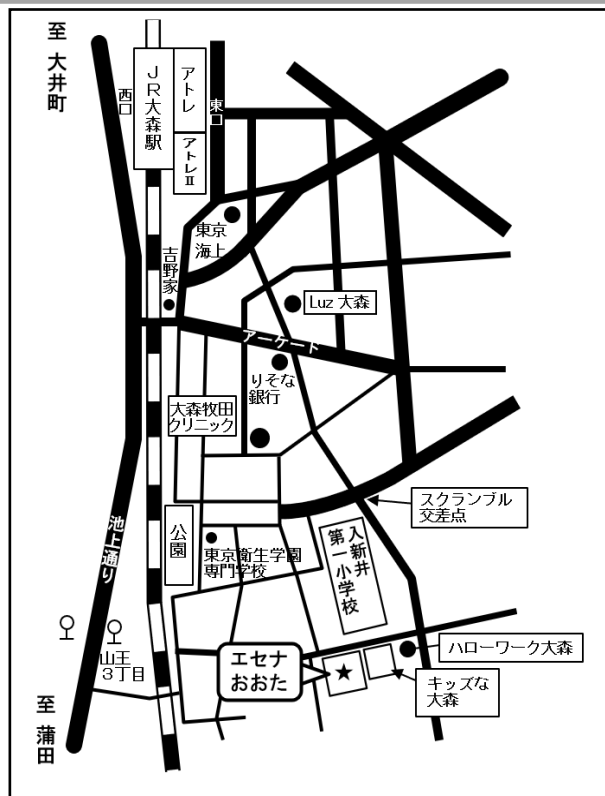 至 大井町
西口
JR大森駅
アトレ
アトレⅡ
東口
東京
海上
吉野家
Luz 大森
アーケード
りそな
銀行
大森牧田
クリニック
スクランブル
交差点
公園
東京衛生学園
専門学校
入新井
第一小学校
池上通り
山王
3丁目
エセナ
おおた
ハローワーク大森
キッズな
大森
至 蒲田